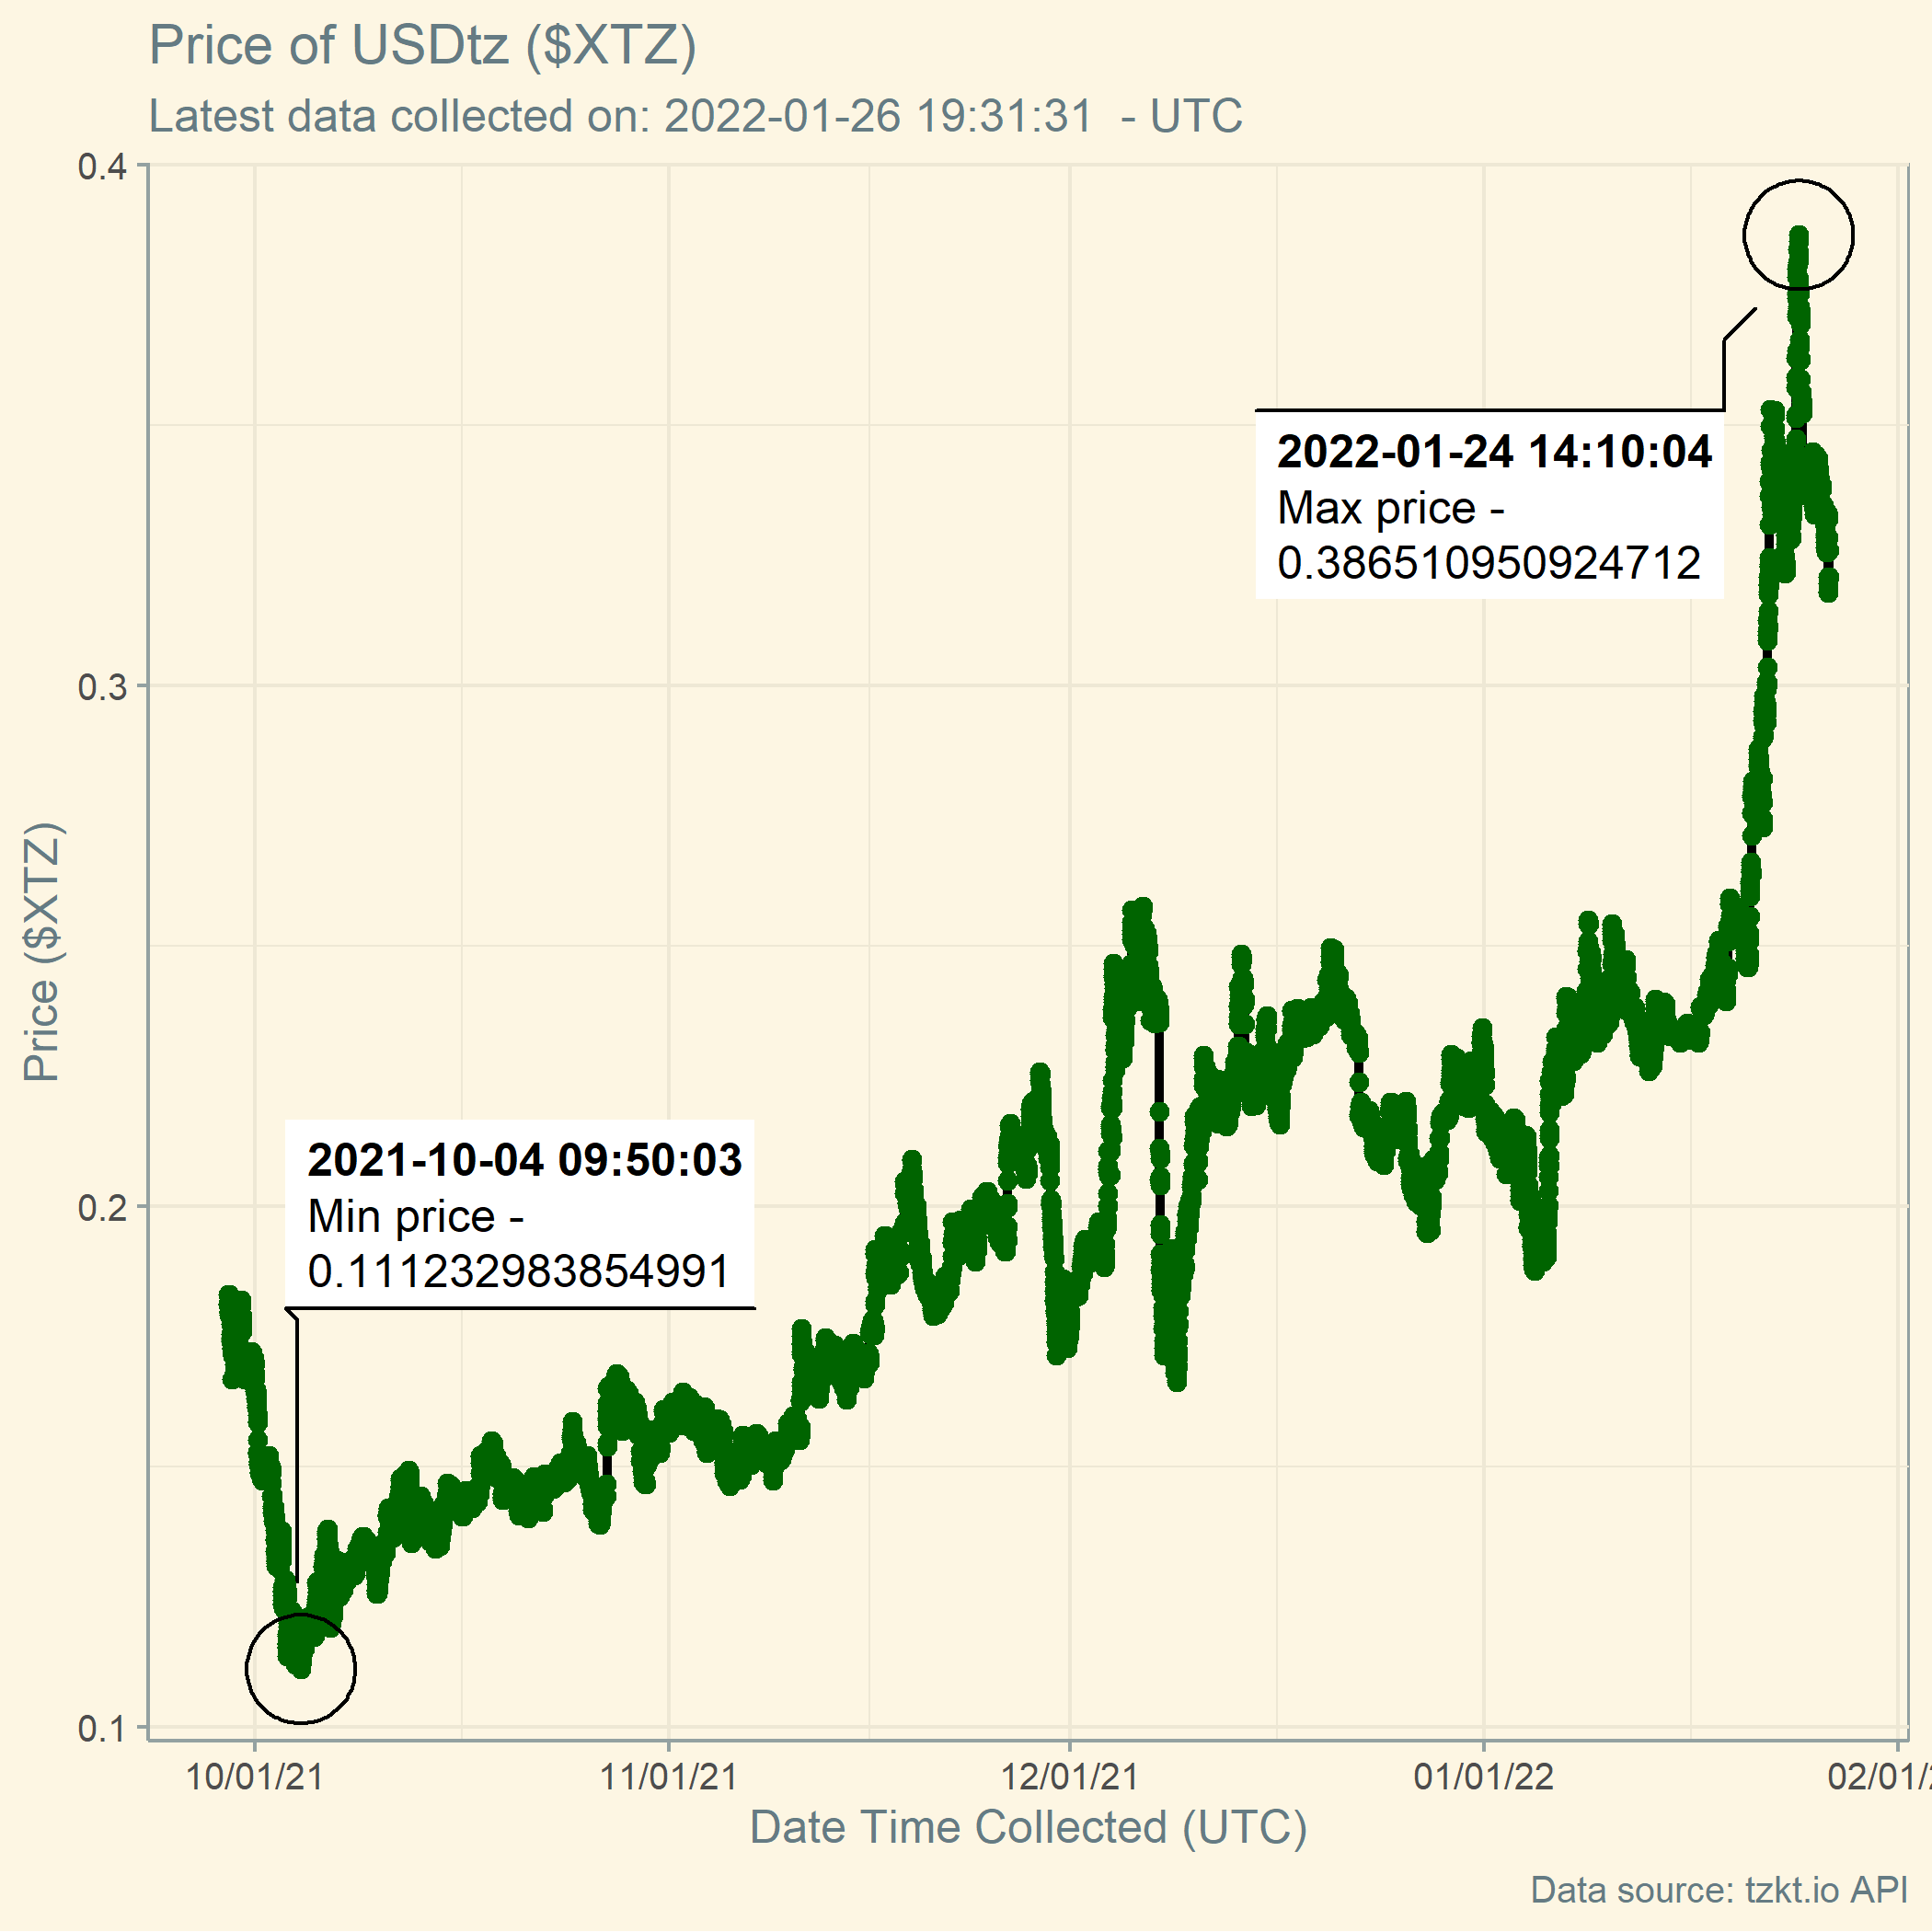 Price of USDtz ($XTZ)
Latest data collected on: 2022-01-26 19:31:31  - UTC
0.4
0.3
0.2
0.1
Price ($XTZ)
2022-01-24 14:10:04
Max price -
0.386510950924712
2021-10-04 09:50:03
Min price -
0.111232983854991
10/01/21
11/01/21
12/01/21
01/01/22
02/01/2
Date Time Collected (UTC)
Data source: tzkt.io API